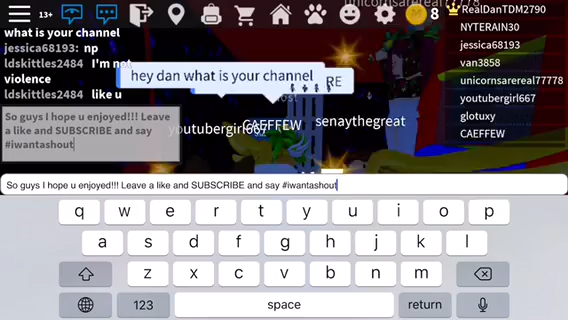 13+
8
RealDanTDM2790
what is your channel
NYTERAIN30
jessica68193: np
jessica68193
ldskittles2484 I'm not
van3858
hey dan what is your channel
RE
violence
unicornsarereal77778
ldskittles2484 like u
youtubergirl667
So guys I hope u enjoyed!!! Leave
a like and SUBSCRIBE and say
#iwantashout
glotuxy
CAEFFEW
youtubergirl667
CAEFFEW
senaythegreat
So guys I hope u enjoyed!!! Leave a like and SUBSCRIBE and say #iwantashout
q w e r t y u i o p
a s d f g h j k l
z x c v b n m
123 space return